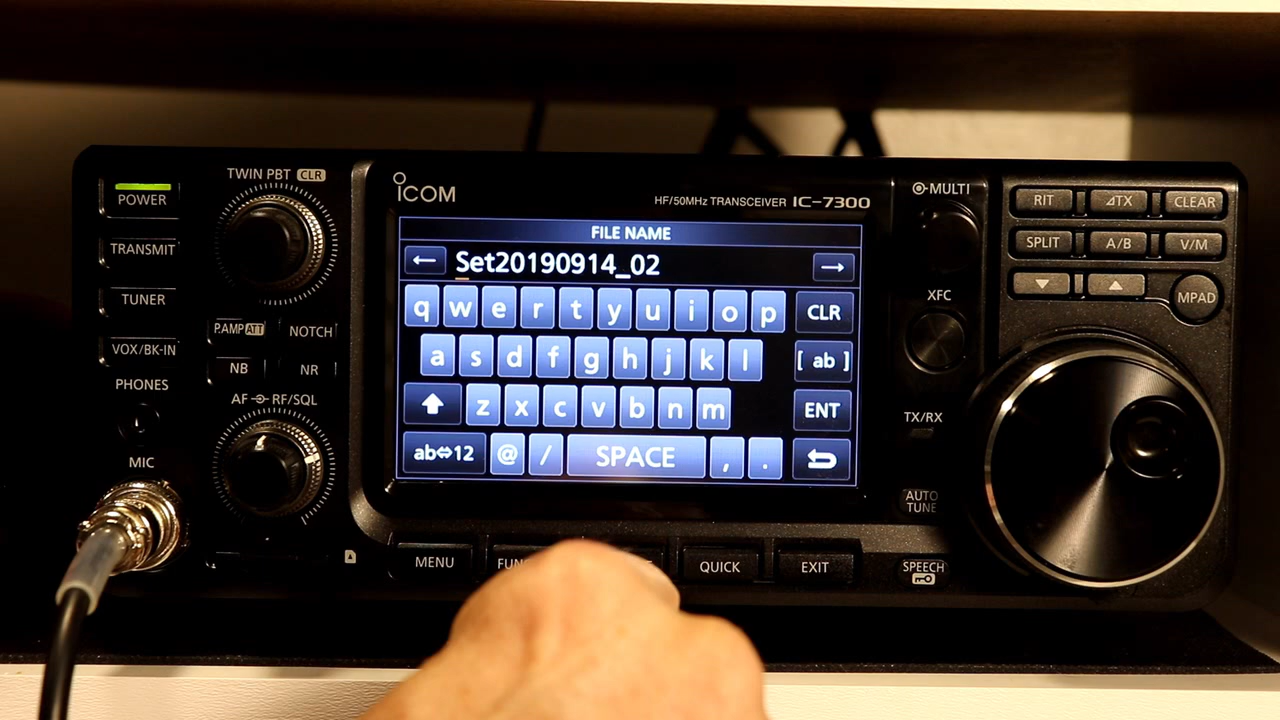 POWER
TRANSMIT
TUNER
VOX/BK-IN
PHONES
MIC
TWIN PBT CLR
P.AMP ATT
NOTCH
NB
NR
AF RF/SQL
ICOM
HF/50MHz TRANSCEIVER IC-7300
FILE NAME
← Set20190914_02 →
q w e r t y u i o p CLR
a s d f g h j k l [ ab ]
z x c v b n m ENT
ab⇔12 @ / SPACE , .
MENU
QUICK
EXIT
MULTI
XFC
TX/RX
AUTO
TUNE
SPEECH
RIT ⊿TX CLEAR
SPLIT A/B V/M
MPAD